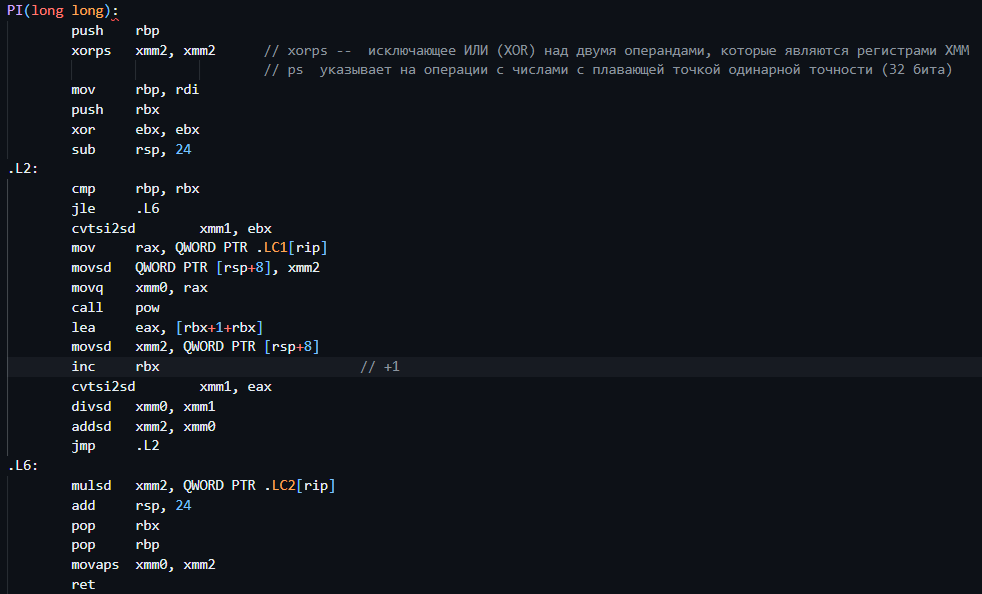 PI(long long):
push rbp
xorps xmm2, xmm2 // xorps -- исключающее ИЛИ (XOR) над двумя операндами, которые являются регистрами XMM
// ps указывает на операции с числами с плавающей точкой одинарной точности (32 бита)
mov rbp, rdi
push rbx
xor ebx, ebx
sub rsp, 24
.L2:
cmp rbp, rbx
jle .L6
cvtsi2sd xmm1, ebx
mov rax, QWORD PTR .LC1[rip]
movsd QWORD PTR [rsp+8], xmm2
movq xmm0, rax
call pow
lea eax, [rbx+1+rbx]
movsd xmm2, QWORD PTR [rsp+8]
inc rbx // +1
cvtsi2sd xmm1, eax
divsd xmm0, xmm1
addsd xmm2, xmm0
jmp .L2
.L6:
mulsd xmm2, QWORD PTR .LC2[rip]
add rsp, 24
pop rbx
pop rbp
movaps xmm0, xmm2
ret